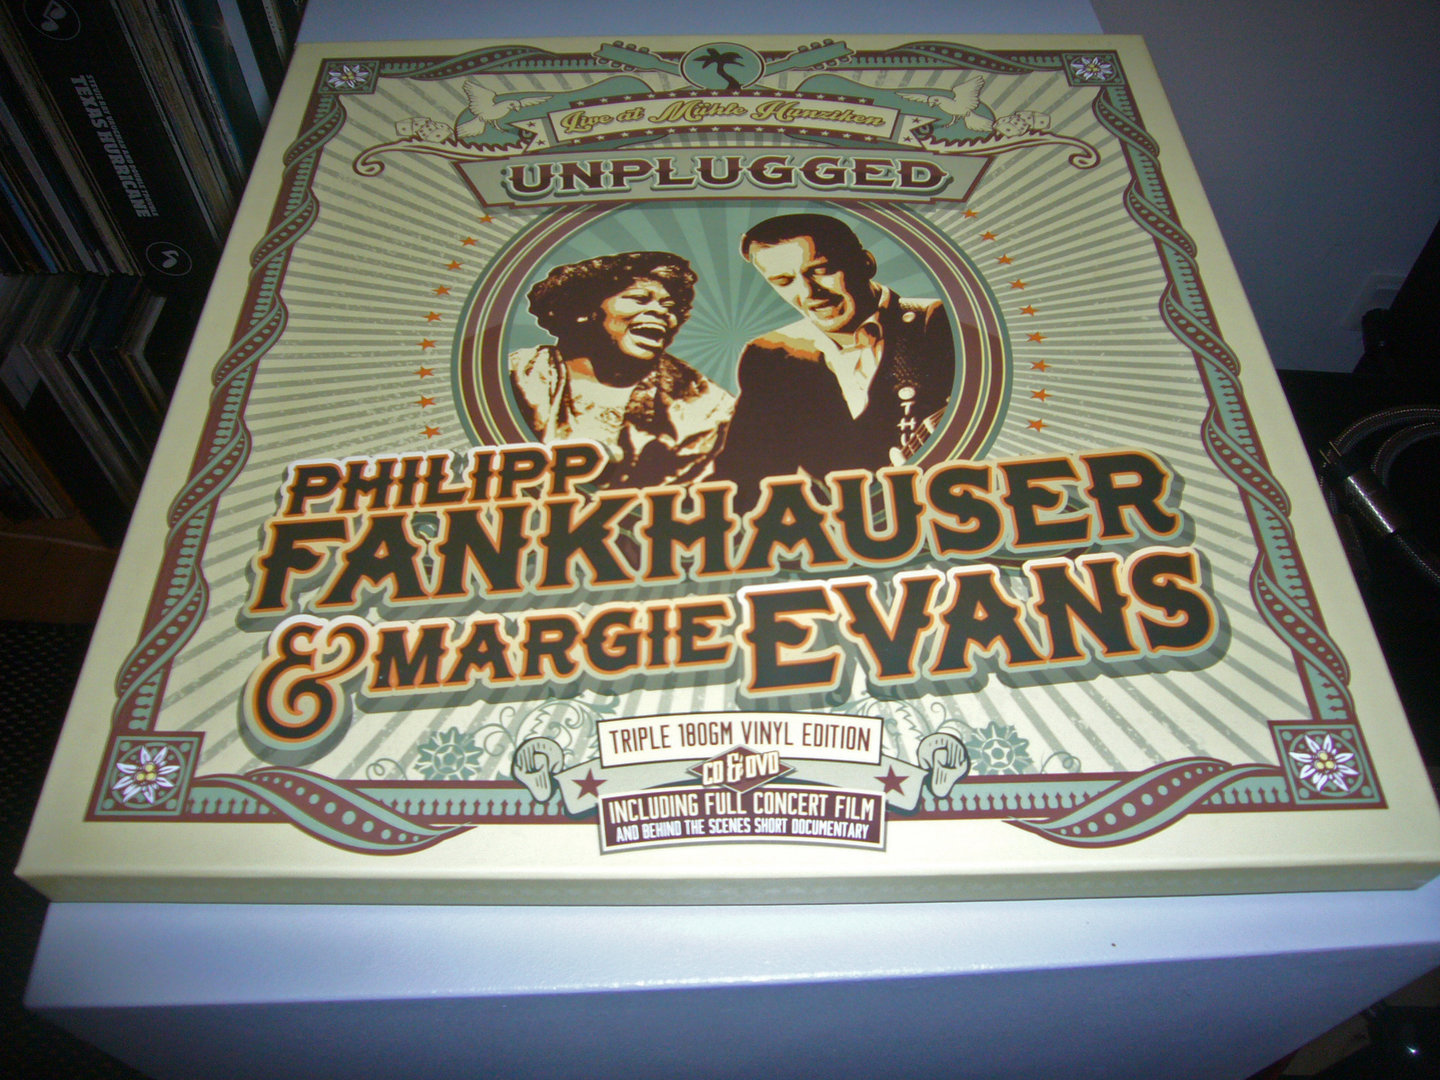 Live at Mühle Hunziken
UNPLUGGED
OTHU
PHILIPP
FANKHAUSER
& MARGIE EVANS
TRIPLE 180GM VINYL EDITION
CD & DVD
INCLUDING FULL CONCERT FILM
AND BEHIND THE SCENES SHORT DOCUMENTARY
TEXAS HURRICANE